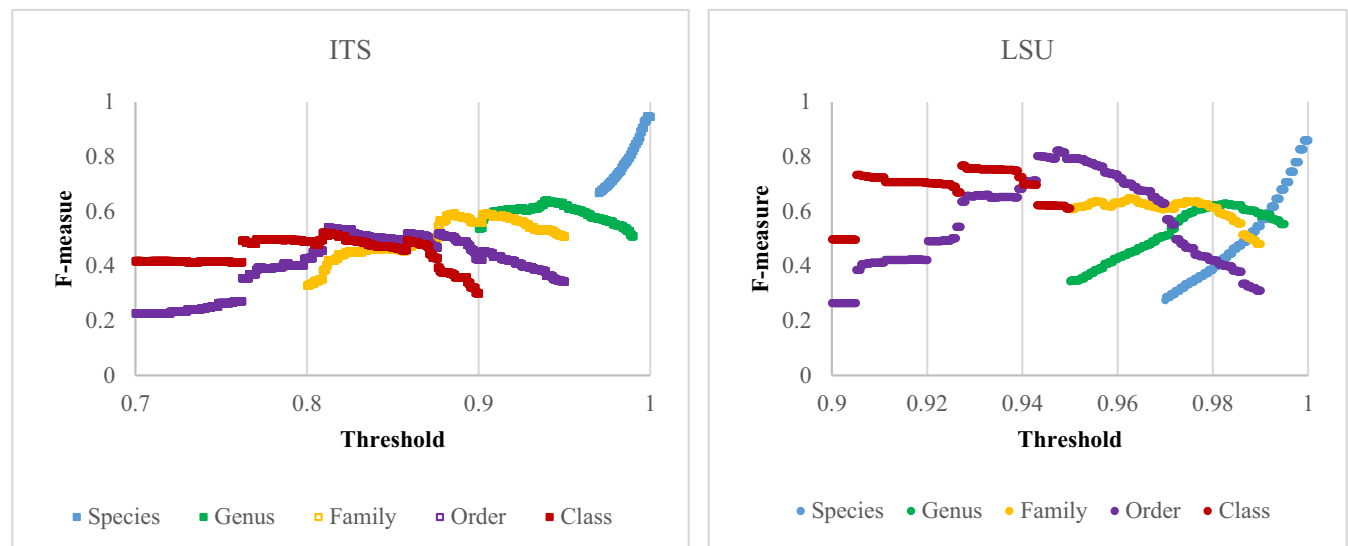 ITS
F-measue
1
0.8
0.6
0.4
0.2
0
0.7 0.8 0.9 1
Threshold
Species Genus Family Order Class
LSU
F-measure
1
0.8
0.6
0.4
0.2
0
0.9 0.92 0.94 0.96 0.98 1
Threshold
Species Genus Family Order Class